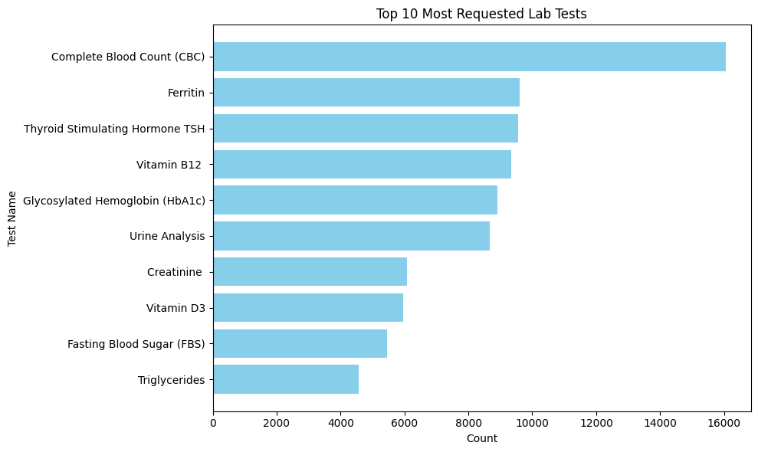 Top 10 Most Requested Lab Tests
Complete Blood Count (CBC)
Ferritin
Thyroid Stimulating Hormone TSH
Vitamin B12
Glycosylated Hemoglobin (HbA1c)
Urine Analysis
Creatinine
Vitamin D3
Fasting Blood Sugar (FBS)
Triglycerides
Test Name
0 2000 4000 6000 8000 10000 12000 14000 16000
Count